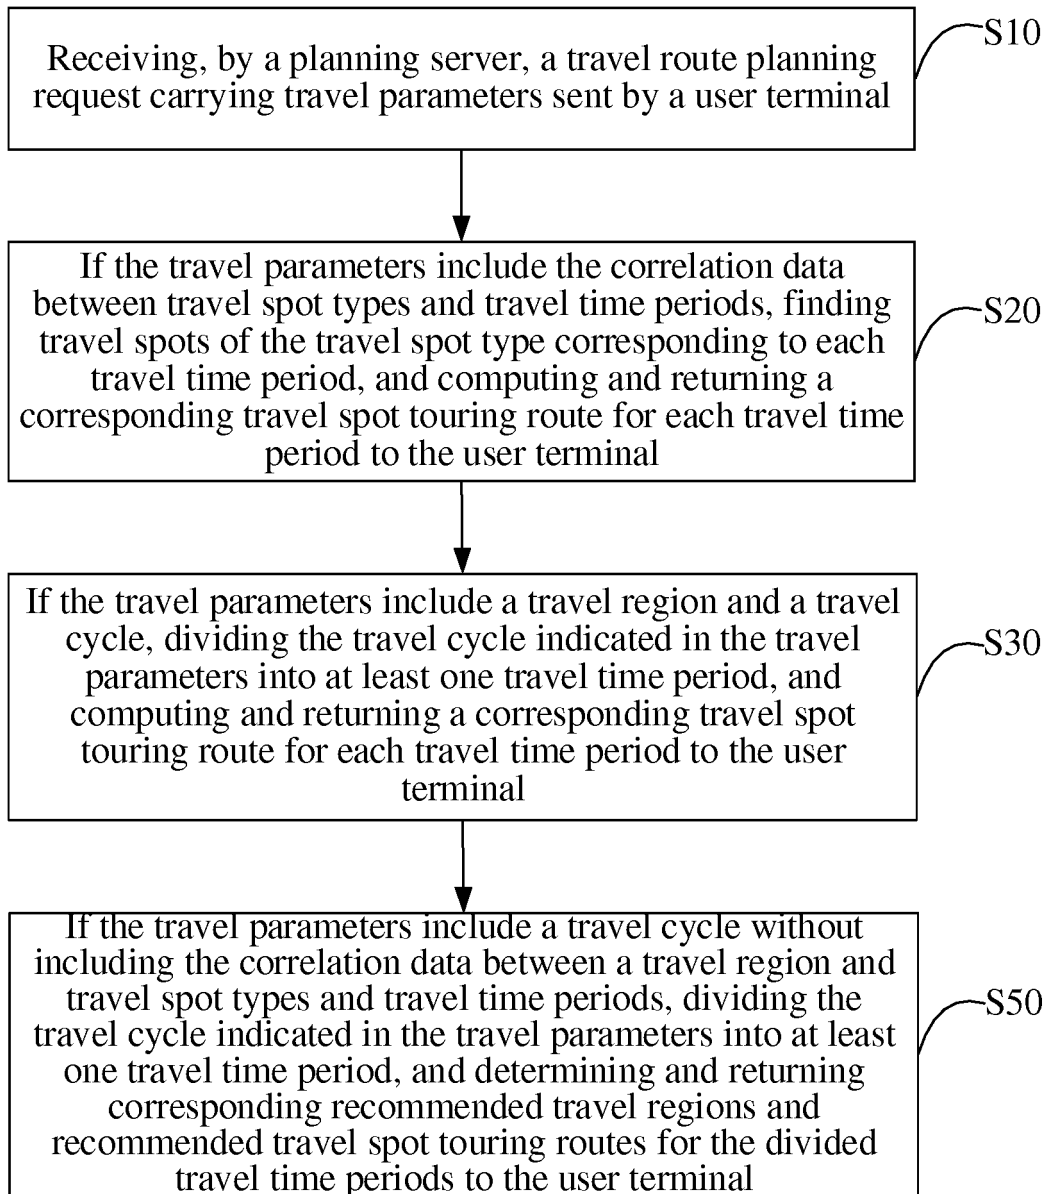 Receiving, by a planning server, a travel route planning
request carrying travel parameters sent by a user terminal
S10
If the travel parameters include the correlation data
between travel spot types and travel time periods, finding
travel spots of the travel spot type corresponding to each
travel time period, and computing and returning a
corresponding travel spot touring route for each travel time
period to the user terminal
S20
If the travel parameters include a travel region and a travel
cycle, dividing the travel cycle indicated in the travel
parameters into at least one travel time period, and
computing and returning a corresponding travel spot
touring route for each travel time period to the user
terminal
S30
If the travel parameters include a travel cycle without
including the correlation data between a travel region and
travel spot types and travel time periods, dividing the
travel cycle indicated in the travel parameters into at least
one travel time period, and determining and returning
corresponding recommended travel regions and
recommended travel spot touring routes for the divided
travel time periods to the user terminal
S50